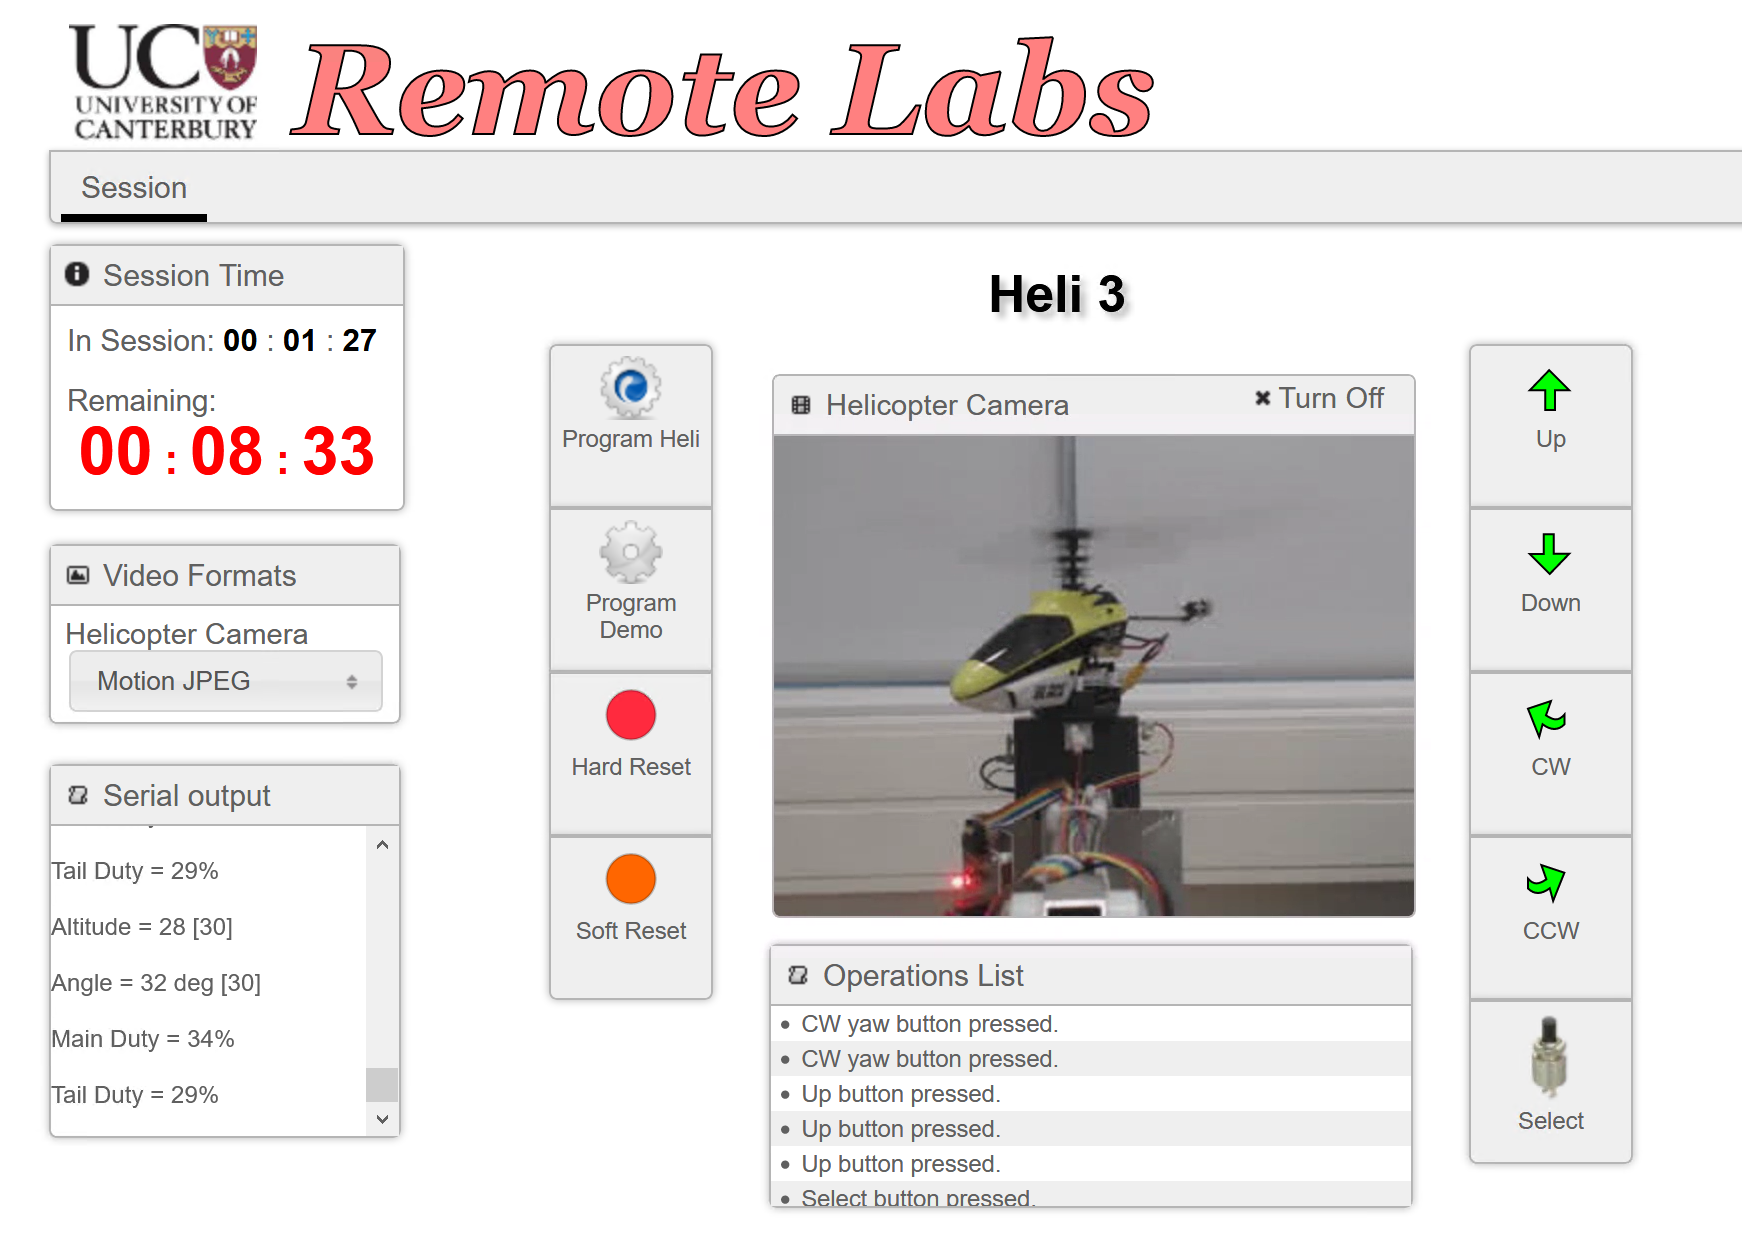 UC
UNIVERSITY OF
CANTERBURY
Remote Labs
Session
Session Time
In Session: 00 : 01 : 27
Remaining:
00 : 08 : 33
Video Formats
Helicopter Camera
Motion JPEG
Serial output
Tail Duty = 29%
Altitude = 28 [30]
Angle = 32 deg [30]
Main Duty = 34%
Tail Duty = 29%
Heli 3
Program Heli
Program
Demo
Hard Reset
Soft Reset
Helicopter Camera
Turn Off
Operations List
CW yaw button pressed.
CW yaw button pressed.
Up button pressed.
Up button pressed.
Up button pressed.
Select button pressed.
Up
Down
CW
CCW
Select